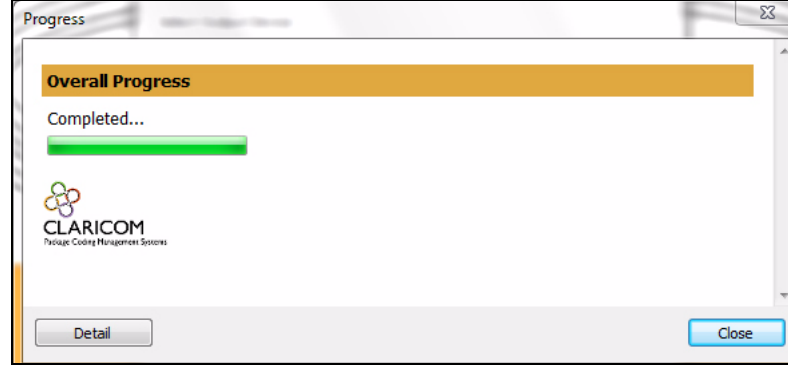 Progress
Overall Progress
Completed...
CLARICOM
Package Coding Management Systems
Detail
Close